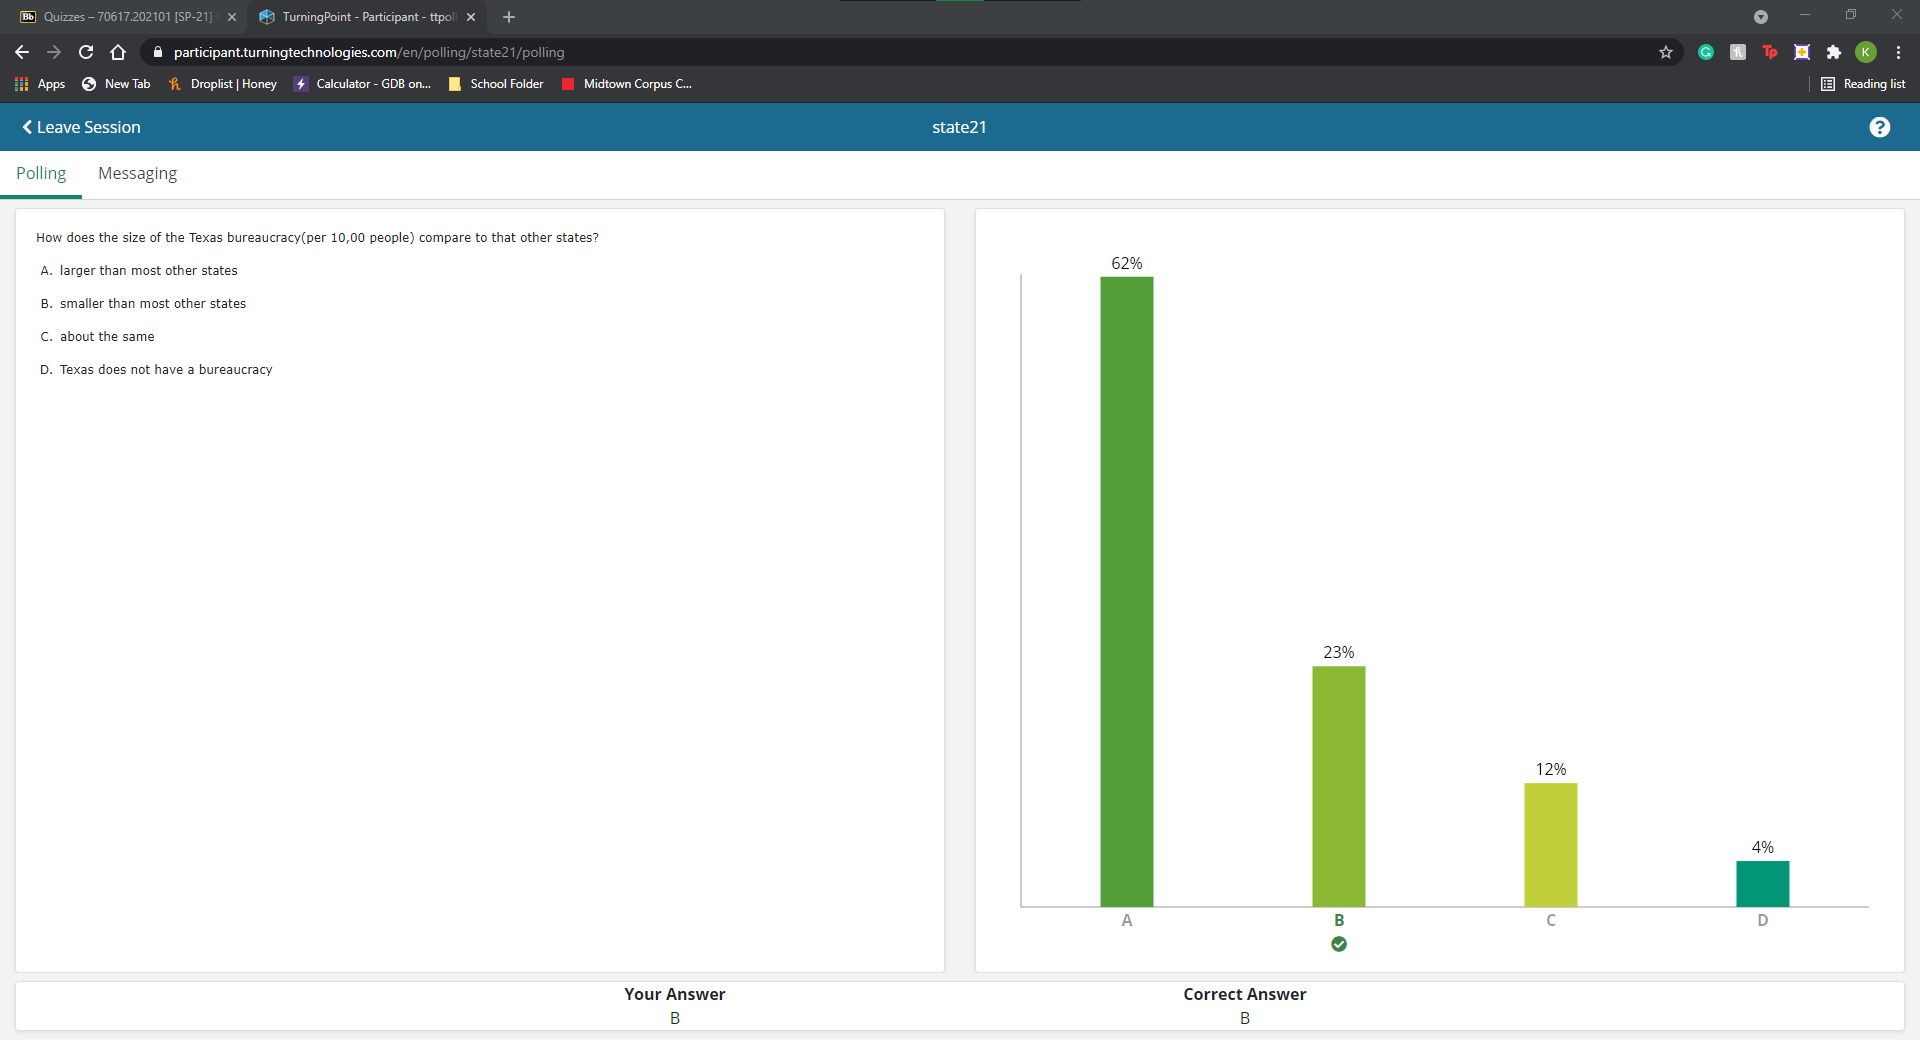 Bb Quizzes – 70617.202101 [SP-21]
TurningPoint - Participant - ttpoll
participant.turningtechnologies.com/en/polling/state21/polling
G
Tp
K
Apps New Tab Droplist | Honey Calculator - GDB on... School Folder Midtown Corpus C... Reading list
Leave Session state21 ?
Polling Messaging
How does the size of the Texas bureaucracy(per 10,00 people) compare to that other states?
A. larger than most other states
B. smaller than most other states
C. about the same
D. Texas does not have a bureaucracy
62%
23%
12%
4%
A B C D
Your Answer Correct Answer
B B